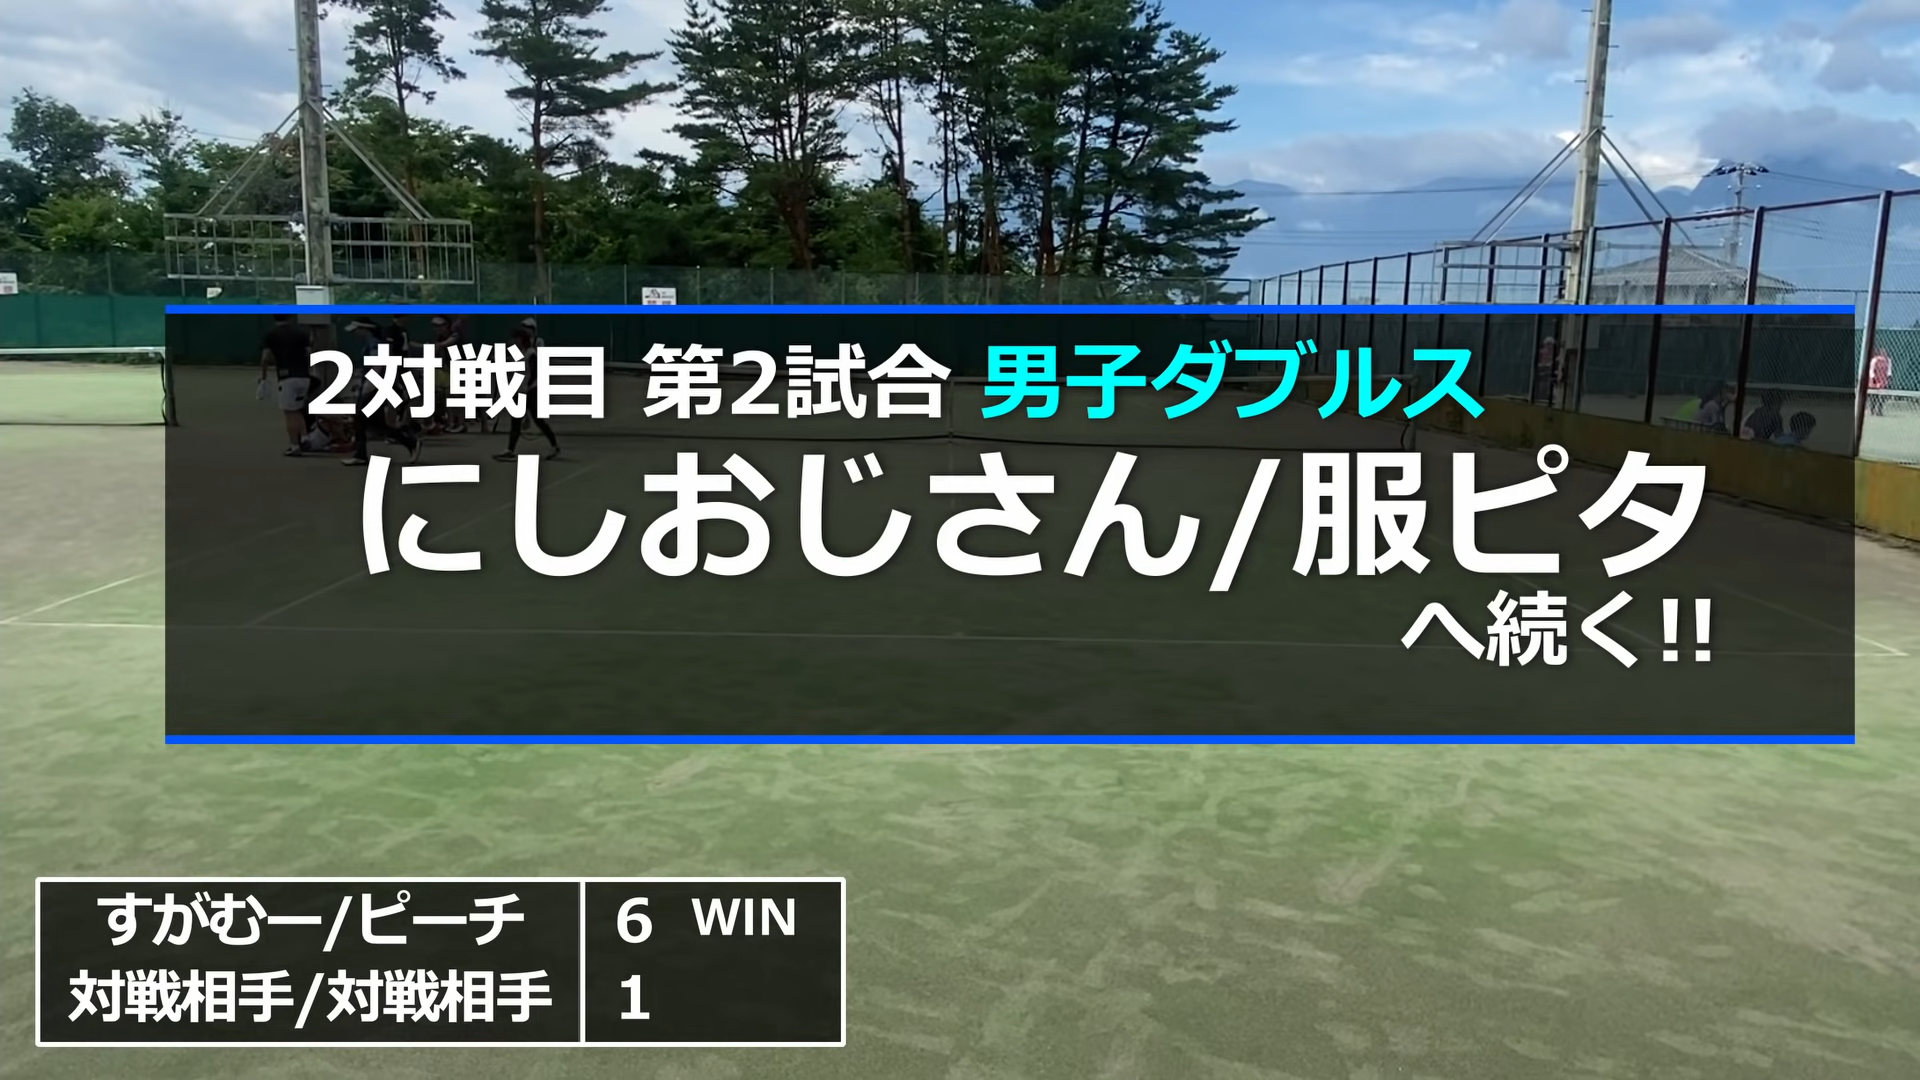 2対戦目 第2試合 男子ダブルス
にしおじさん/服ピタ
へ続く!!
すがむー/ピーチ 6 WIN
対戦相手/対戦相手 1